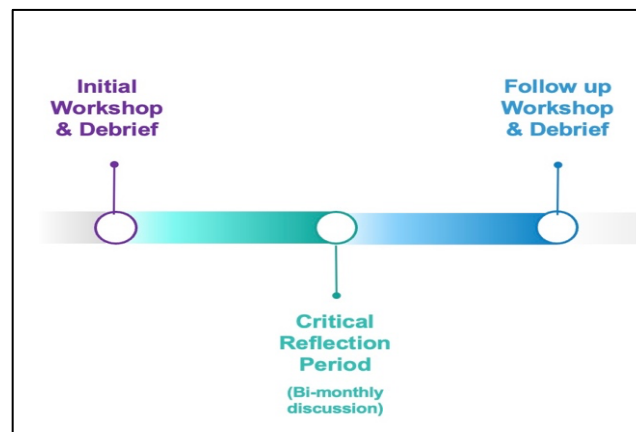 Initial
Workshop
& Debrief
Follow up
Workshop
& Debrief
Critical
Reflection
Period
(Bi-monthly
discussion)